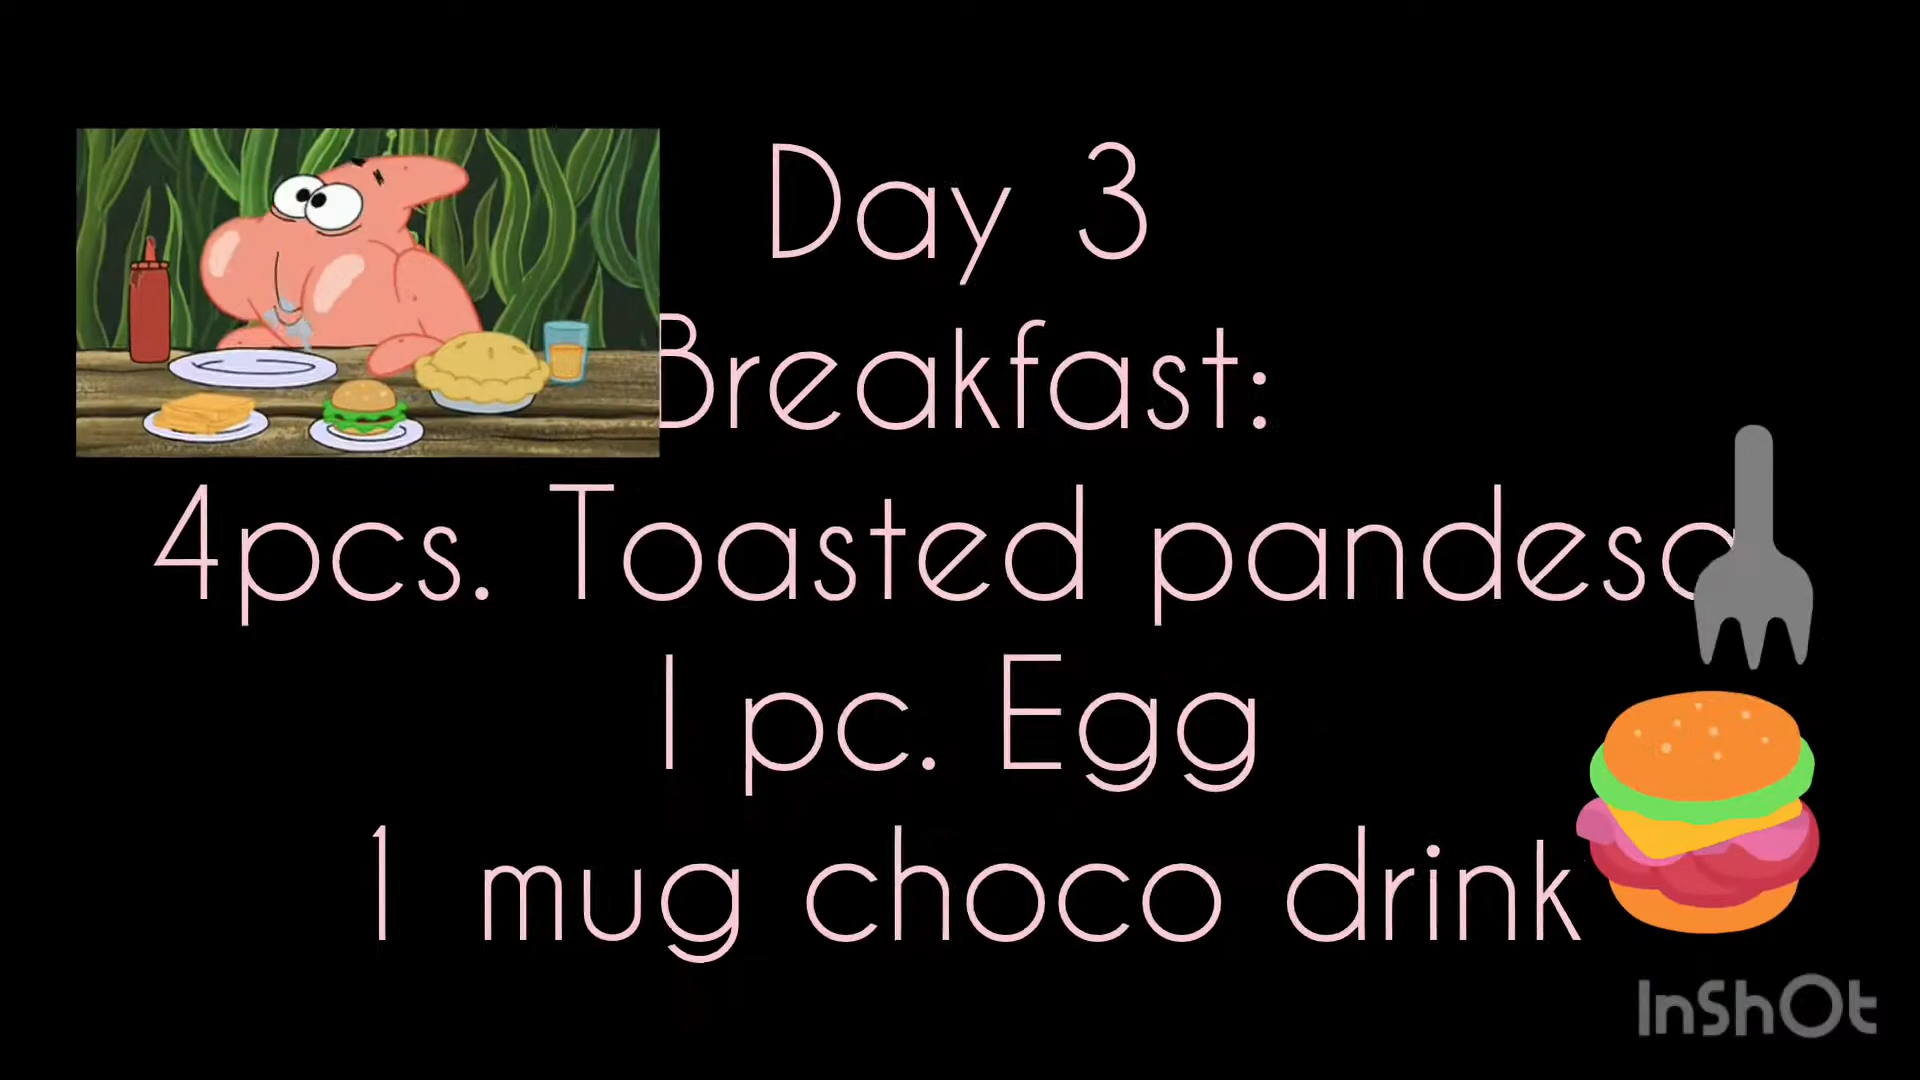 Day 3
Breakfast:
4pcs. Toasted pandesa
1 pc. Egg
1 mug choco drink
InShOt